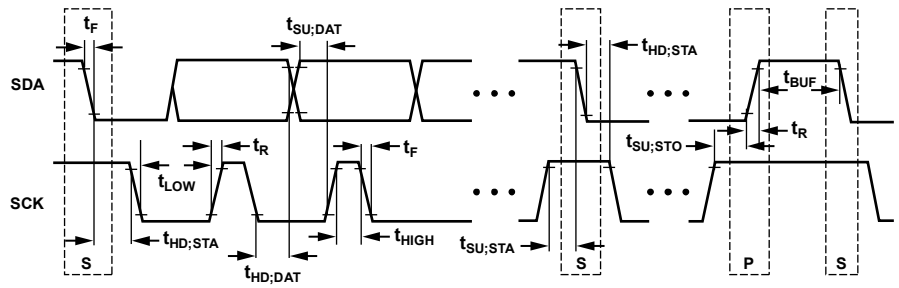 tF
tSU;DAT
tHD;STA
SDA
tBUF
tR
tF
tSU;STO
tR
tLOW
SCK
tHD;STA
tHD;DAT
tHIGH
tSU;STA
S
S
P
S